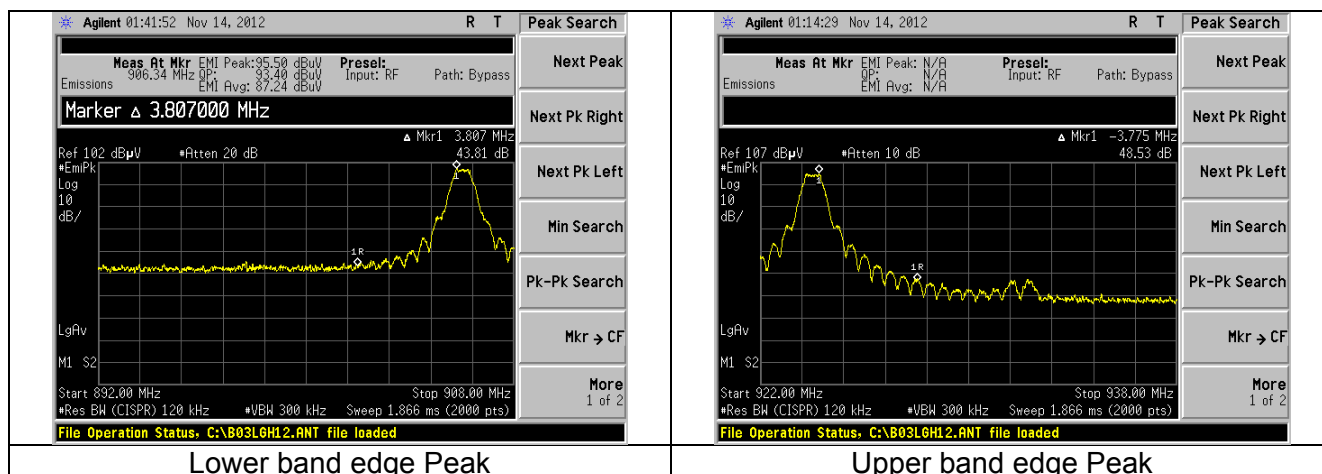 Agilent 01:41:52 Nov 14, 2012 R T Peak Search
Meas At Mkr EMI Peak:95.50 dBuV Presel:
906.34 MHz QP: 93.40 dBuV Input: RF Path: Bypass
Emissions EMI Avg: 87.24 dBuV
Marker Δ 3.807000 MHz
Δ Mkr1 3.807 MHz
Ref 102 dBµV #Atten 20 dB 43.81 dB
#EmiPk
Log
10
dB/
1
1R
LgAv
M1 S2
Start 892.00 MHz Stop 908.00 MHz
#Res BW (CISPR) 120 kHz #VBW 300 kHz Sweep 1.866 ms (2000 pts)
File Operation Status, C:\B03LGH12.ANT file loaded
Next Peak
Next Pk Right
Next Pk Left
Min Search
Pk-Pk Search
Mkr → CF
More
1 of 2
Lower band edge Peak
Agilent 01:14:29 Nov 14, 2012 R T Peak Search
Meas At Mkr EMI Peak: N/A Presel:
QP: N/A Input: RF Path: Bypass
Emissions EMI Avg: N/A
Δ Mkr1 -3.775 MHz
Ref 107 dBµV #Atten 10 dB 48.53 dB
#EmiPk
Log
10
dB/
1
1R
LgAv
M1 S2
Start 922.00 MHz Stop 938.00 MHz
#Res BW (CISPR) 120 kHz #VBW 300 kHz Sweep 1.866 ms (2000 pts)
File Operation Status, C:\B03LGH12.ANT file loaded
Next Peak
Next Pk Right
Next Pk Left
Min Search
Pk-Pk Search
Mkr → CF
More
1 of 2
Upper band edge Peak